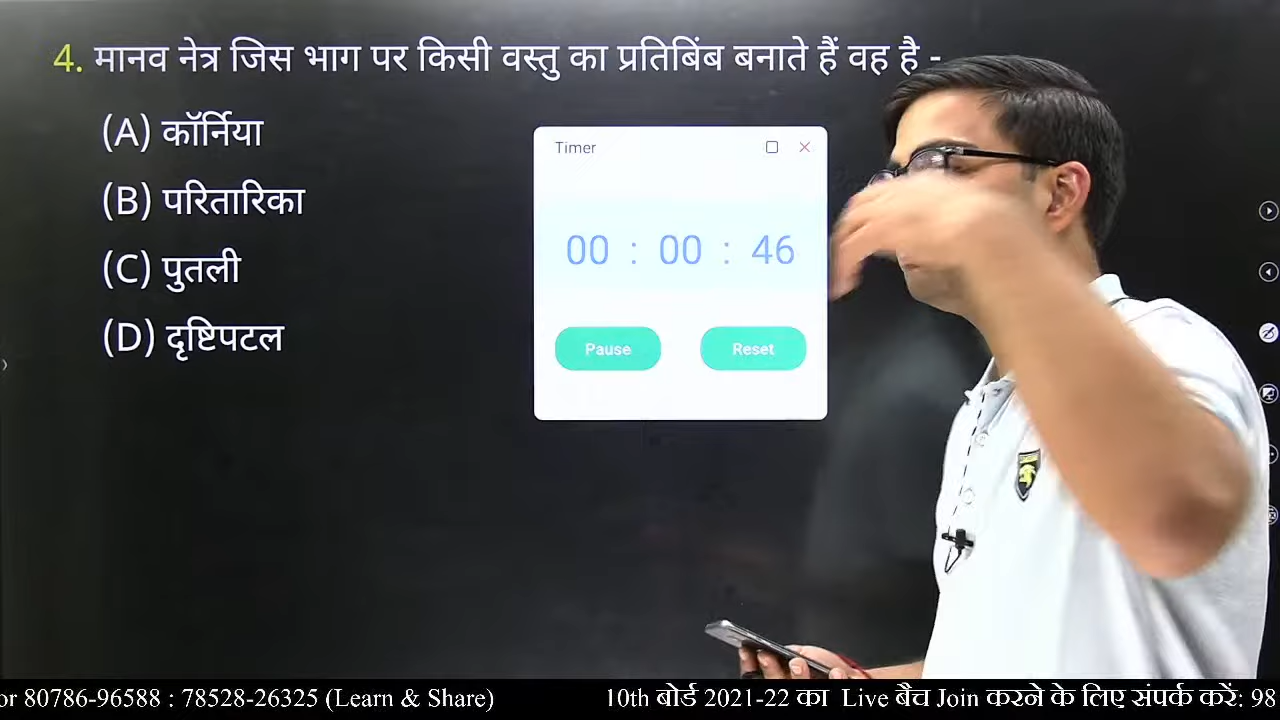 4. मानव नेत्र जिस भाग पर किसी वस्तु का प्रतिबिंब बनाते हैं वह है -
(A) कॉर्निया
(B) परितारिका
(C) पुतली
(D) दृष्टिपटल
Timer
00 : 00 : 46
Pause
Reset
or 80786-96588 : 78528-26325 (Learn & Share) 10th बोर्ड 2021-22 का Live बैच Join करने के लिए संपर्क करें: 98